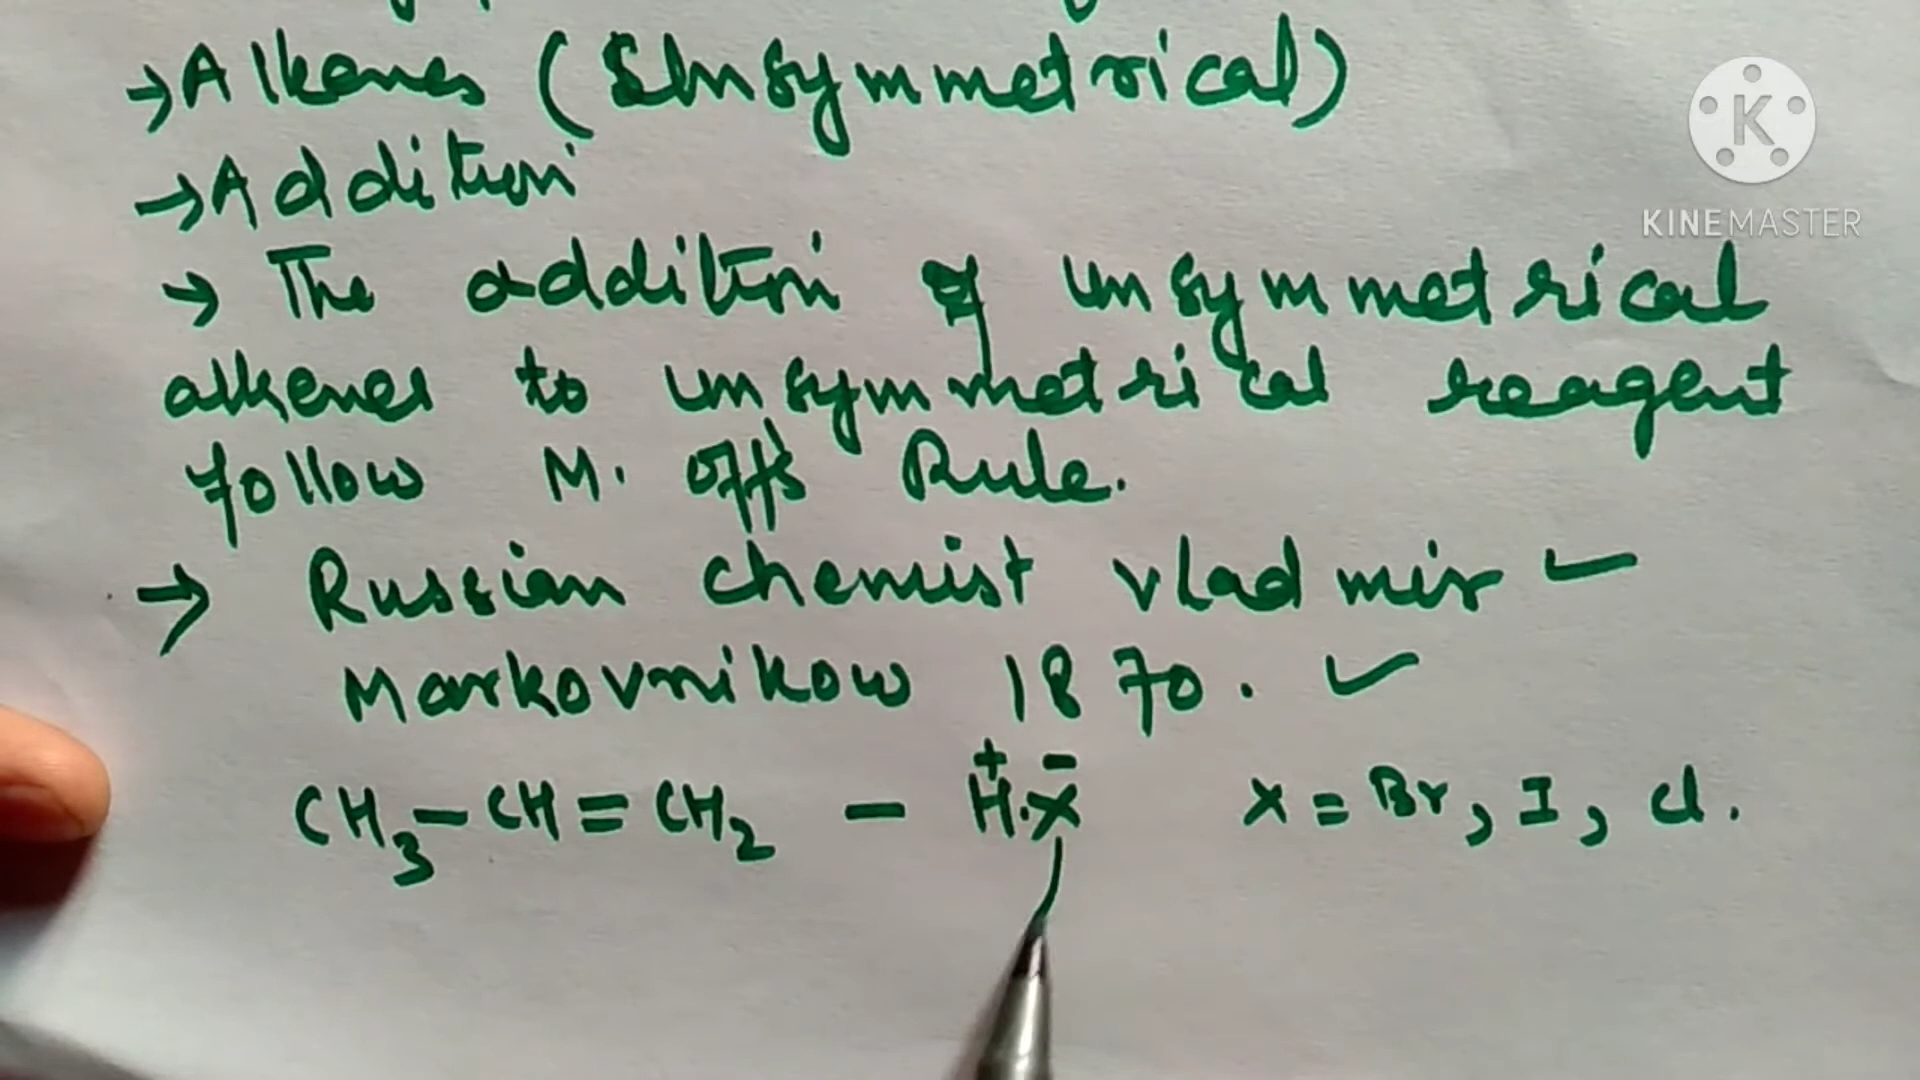 → Alkenes (Unsymmetrical)
→ Addition
→ The addition of unsymmetrical
alkenes to unsymmetrical reagent
follow M. off's Rule.
→ Russian chemist vladmir ✓
Markovnikow 1870. ✓
+ -
CH₃-CH=CH₂ - H.X X = Br, I, Cl.
K
KINEMASTER